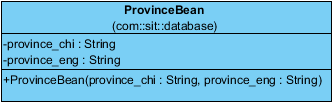 ProvinceBean
(com::sit::database)
-province_chi : String
-province_eng : String
+ProvinceBean(province_chi : String, province_eng : String)